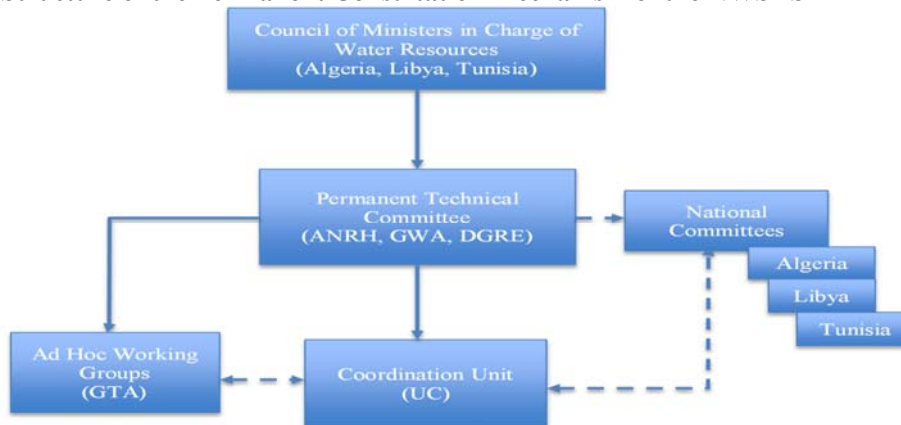 Council of Ministers in Charge of
Water Resources
(Algeria, Libya, Tunisia)
Permanent Technical
Committee
(ANRH, GWA, DGRE)
National
Committees
Algeria
Libya
Tunisia
Ad Hoc Working
Groups
(GTA)
Coordination Unit
(UC)